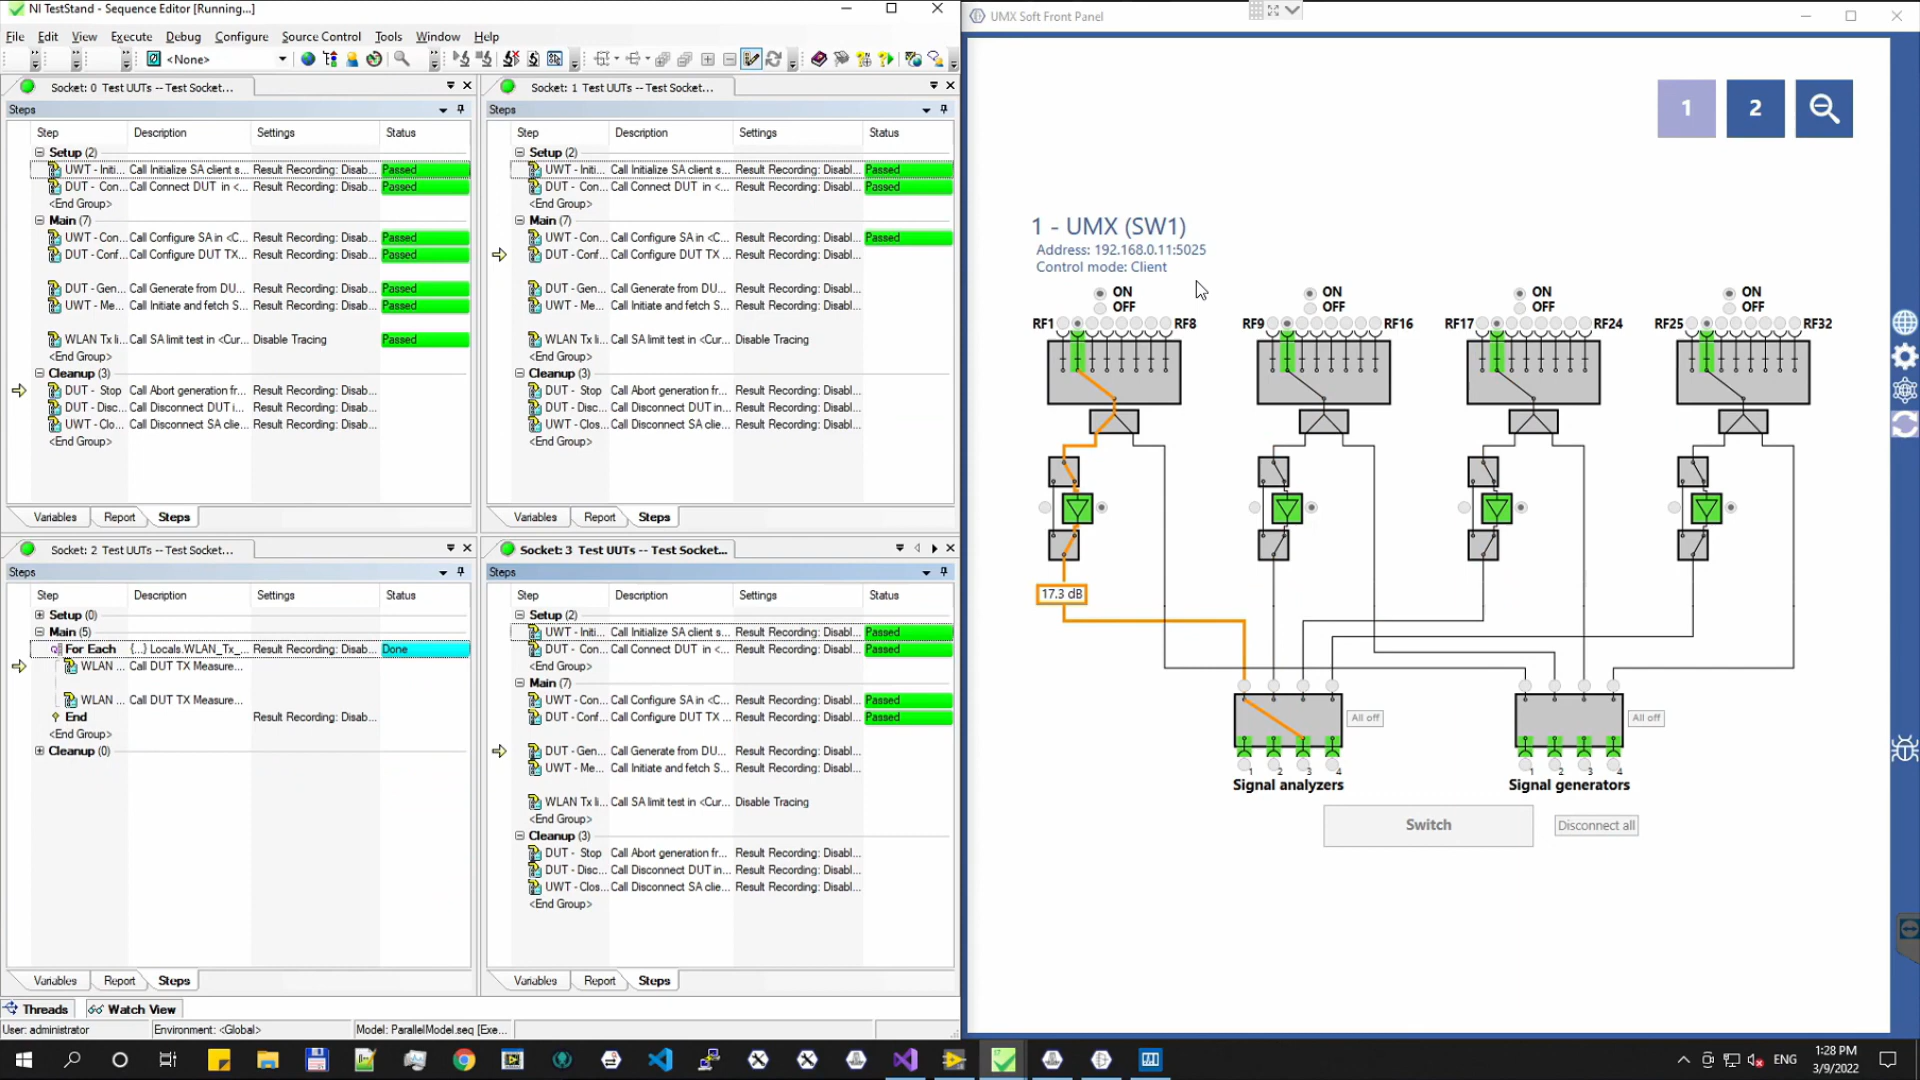 NI TestStand - Sequence Editor [Running...]
File Edit View Execute Debug Configure Source Control Tools Window Help
<None>
Socket: 0 Test UUTs -- Test Socket...
Steps
Step Description Settings Status
Setup (2)
UWT - Initi... Call Initialize SA client s... Result Recording: Disab... Passed
DUT - Con... Call Connect DUT in <... Result Recording: Disab... Passed
<End Group>
Main (7)
UWT - Con... Call Configure SA in <C... Result Recording: Disab... Passed
DUT - Conf... Call Configure DUT TX... Result Recording: Disab... Passed
DUT - Gen... Call Generate from DU... Result Recording: Disab... Passed
UWT - Me... Call Initiate and fetch S... Result Recording: Disab... Passed
WLAN Tx li... Call SA limit test in <Cur... Disable Tracing Passed
<End Group>
Cleanup (3)
DUT - Stop Call Abort generation fr... Result Recording: Disab...
DUT - Disc... Call Disconnect DUT i... Result Recording: Disab...
UWT - Clos... Call Disconnect SA clie... Result Recording: Disab...
<End Group>
Variables Report Steps
Socket: 1 Test UUTs -- Test Socket...
Steps
Step Description Settings Status
Setup (2)
UWT - Initi... Call Initialize SA client s... Result Recording: Disabl... Passed
DUT - Con... Call Connect DUT in <... Result Recording: Disabl... Passed
<End Group>
Main (7)
UWT - Con... Call Configure SA in <C... Result Recording: Disabl... Passed
DUT - Conf... Call Configure DUT TX ... Result Recording: Disabl...
DUT - Gen... Call Generate from DU... Result Recording: Disabl...
UWT - Me... Call Initiate and fetch S... Result Recording: Disabl...
WLAN Tx li... Call SA limit test in <Cur... Disable Tracing
<End Group>
Cleanup (3)
DUT - Stop Call Abort generation fr... Result Recording: Disabl...
DUT - Disc... Call Disconnect DUT in... Result Recording: Disabl...
UWT - Clos... Call Disconnect SA clie... Result Recording: Disabl...
<End Group>
Variables Report Steps
Socket: 2 Test UUTs -- Test Socket...
Steps
Step Description Settings Status
Setup (0)
Main (5)
For Each {...} Locals.WLAN_Tx_... Result Recording: Disab... Done
WLAN ... Call DUT TX Measure...
WLAN ... Call DUT TX Measure...
End Result Recording: Disab...
<End Group>
Cleanup (0)
Variables Report Steps
Socket: 3 Test UUTs -- Test Socket...
Steps
Step Description Settings Status
Setup (2)
UWT - Initi... Call Initialize SA client s... Result Recording: Disabl... Passed
DUT - Con... Call Connect DUT in <... Result Recording: Disabl... Passed
<End Group>
Main (7)
UWT - Con... Call Configure SA in <C... Result Recording: Disabl... Passed
DUT - Conf... Call Configure DUT TX ... Result Recording: Disabl... Passed
DUT - Gen... Call Generate from DU... Result Recording: Disabl...
UWT - Me... Call Initiate and fetch S... Result Recording: Disabl...
WLAN Tx li... Call SA limit test in <Cur... Disable Tracing
<End Group>
Cleanup (3)
DUT - Stop Call Abort generation fr... Result Recording: Disabl...
DUT - Disc... Call Disconnect DUT in... Result Recording: Disabl...
UWT - Clos... Call Disconnect SA clie... Result Recording: Disabl...
<End Group>
Variables Report Steps
Threads Watch View
User: administrator Environment: <Global> Model: ParallelModel.seq [Exe...
UMX Soft Front Panel
1 2
1 - UMX (SW1)
Address: 192.168.0.11:5025
Control mode: Client
ON ON ON ON
OFF OFF OFF OFF
RF1 RF8 RF9 RF16 RF17 RF24 RF25 RF32
17.3 dB
All off All off
1 2 3 4 1 2 3 4
Signal analyzers Signal generators
Switch Disconnect all
ENG
1:28 PM
3/9/2022